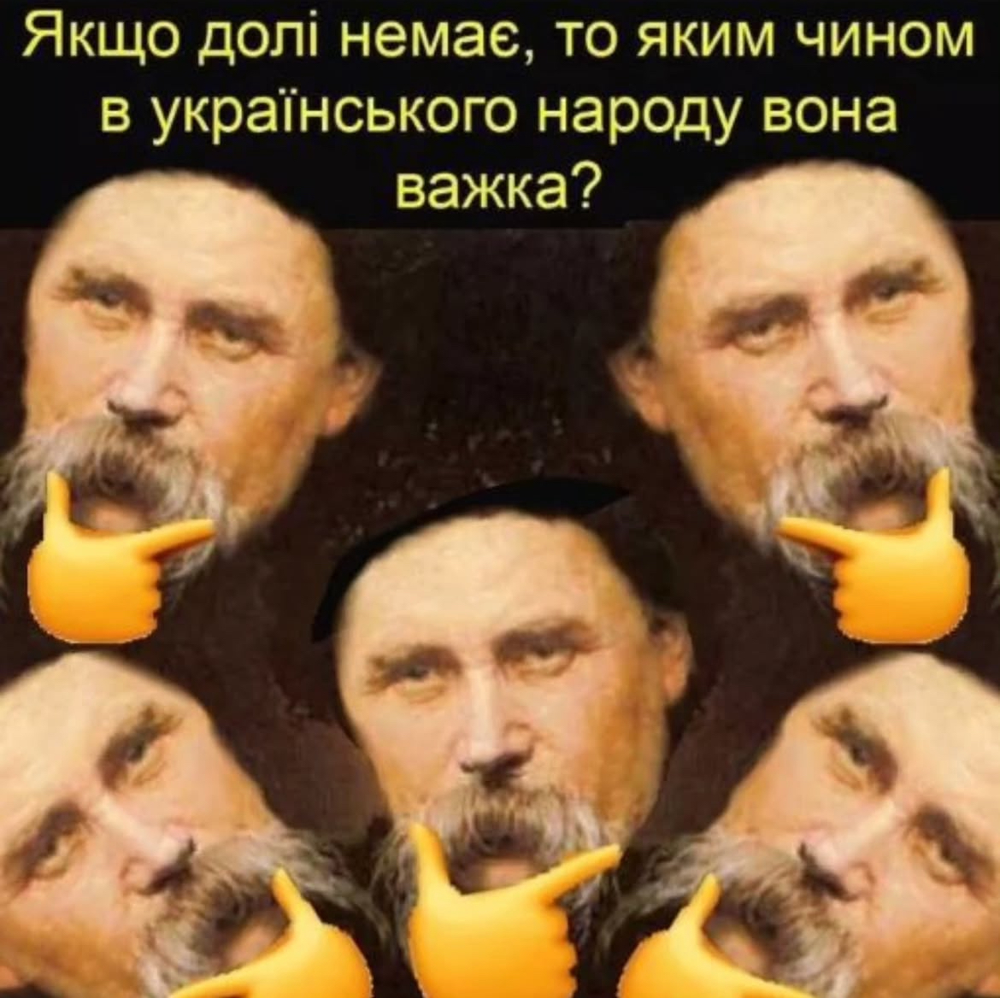 Якщо долі немає, то яким чином
в українського народу вона
важка?